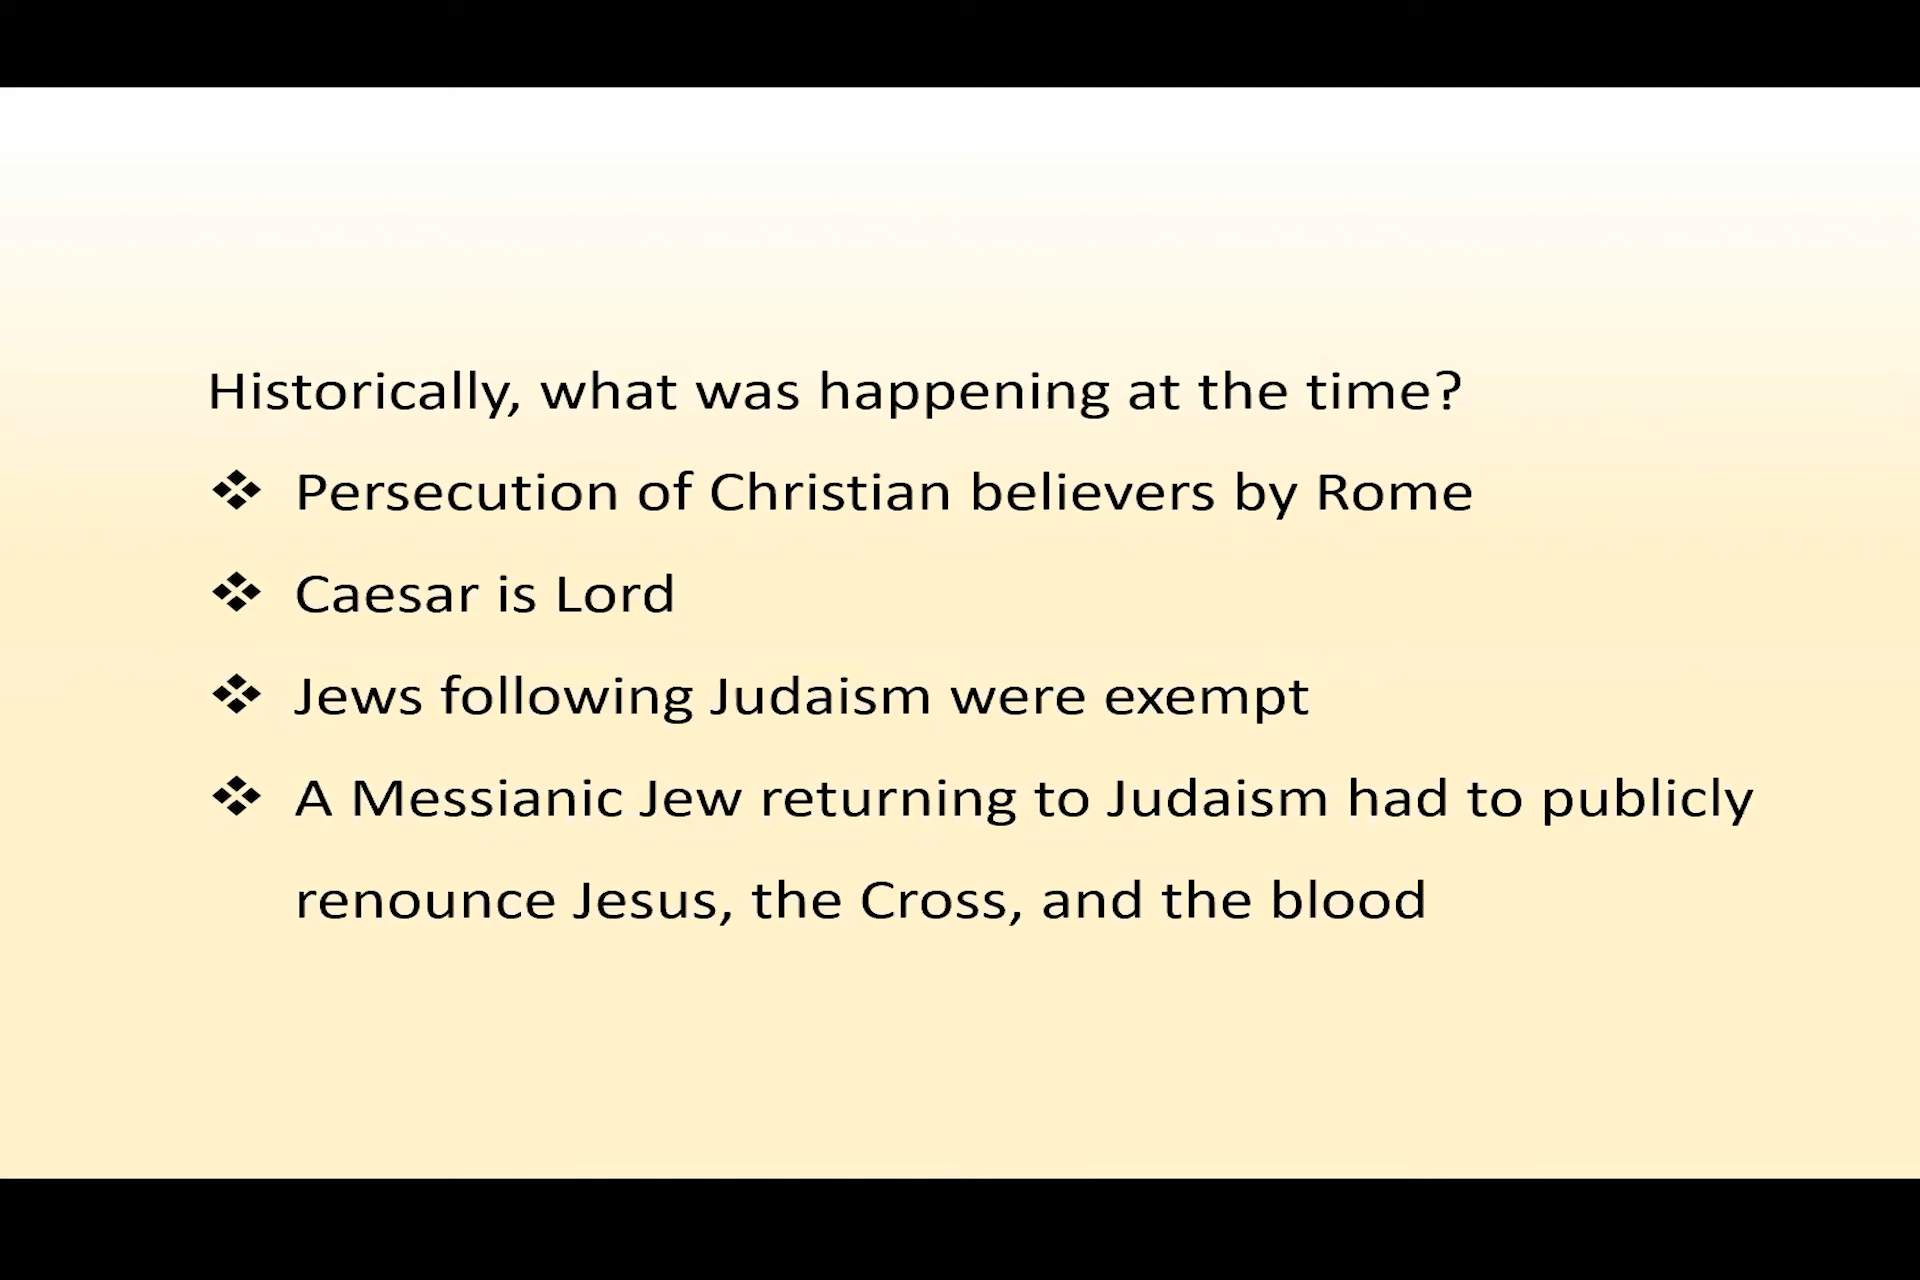 Historically, what was happening at the time?
❖ Persecution of Christian believers by Rome
❖ Caesar is Lord
❖ Jews following Judaism were exempt
❖ A Messianic Jew returning to Judaism had to publicly
renounce Jesus, the Cross, and the blood